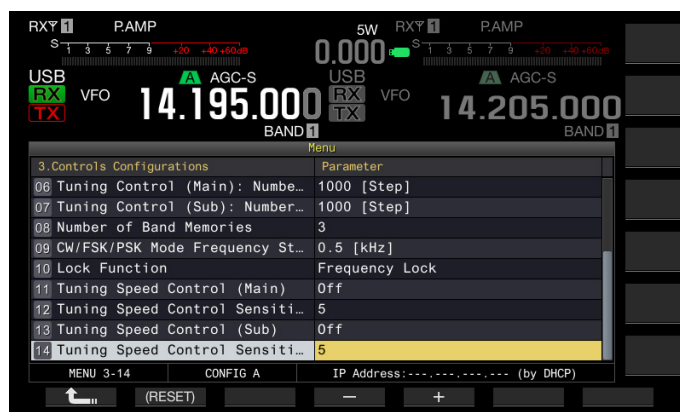 RX 1 P.AMP 5W RX 1 P.AMP
S 1 3 5 7 9 +20 +40 +60dB 0.000 S 1 3 5 7 9 +20 +40 +60dB
USB A AGC-S USB A AGC-S
RX TX VFO 14.195.000 RX TX VFO 14.205.000
BAND 1 BAND 1
Menu
3.Controls Configurations Parameter
06 Tuning Control (Main): Numbe… 1000 [Step]
07 Tuning Control (Sub): Number… 1000 [Step]
08 Number of Band Memories 3
09 CW/FSK/PSK Mode Frequency St… 0.5 [kHz]
10 Lock Function Frequency Lock
11 Tuning Speed Control (Main) Off
12 Tuning Speed Control Sensiti… 5
13 Tuning Speed Control (Sub) Off
14 Tuning Speed Control Sensiti… 5
MENU 3-14 CONFIG A IP Address:---.---.---.--- (by DHCP)
(RESET) − +